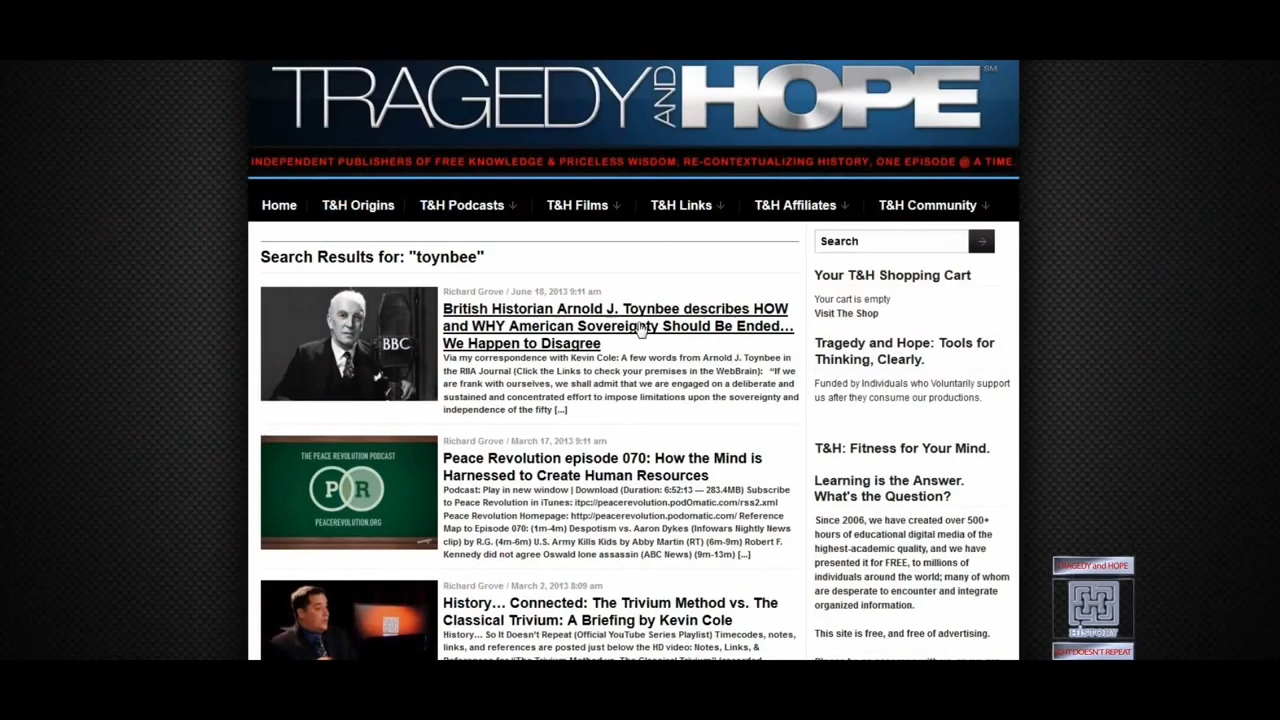 TRAGEDY AND HOPE SM
INDEPENDENT PUBLISHERS OF FREE KNOWLEDGE & PRICELESS WISDOM; RE-CONTEXTUALIZING HISTORY, ONE EPISODE @ A TIME.
Home T&H Origins T&H Podcasts T&H Films T&H Links T&H Affiliates T&H Community
Search Results for: "toynbee"
Richard Grove / June 18, 2013 9:11 am
British Historian Arnold J. Toynbee describes HOW
and WHY American Sovereignty Should Be Ended...
We Happen to Disagree
Via my correspondence with Kevin Cole: A few words from Arnold J. Toynbee in
the RIIA Journal (Click the Links to check your premises in the WebBrain): "If we
are frank with ourselves, we shall admit that we are engaged on a deliberate and
sustained and concentrated effort to impose limitations upon the sovereignty and
independence of the fifty [...]
BBC
Richard Grove / March 17, 2013 9:11 am
Peace Revolution episode 070: How the Mind is
Harnessed to Create Human Resources
Podcast: Play in new window | Download (Duration: 6:52:13 — 283.4MB) Subscribe
to Peace Revolution in iTunes: itpc://peacerevolution.podOmatic.com/rss2.xml
Peace Revolution Homepage: http://peacerevolution.podomatic.com/ Reference
Map to Episode 070: (1m-4m) Despotism vs. Aaron Dykes (Infowars Nightly News
clip) by R.G. (4m-6m) U.S. Army Kills Kids by Abby Martin (RT) (6m-9m) Robert F.
Kennedy did not agree Oswald lone assassin (ABC News) (9m-13m) [...]
THE PEACE REVOLUTION PODCAST
P R
PEACEREVOLUTION.ORG
Richard Grove / March 2, 2013 8:09 am
History... Connected: The Trivium Method vs. The
Classical Trivium: A Briefing by Kevin Cole
History... So It Doesn't Repeat (Official YouTube Series Playlist) Timecodes, notes,
links, and references are posted just below the HD video: Notes, Links, &
Search
Your T&H Shopping Cart
Your cart is empty
Visit The Shop
Tragedy and Hope: Tools for
Thinking, Clearly.
Funded by Individuals who Voluntarily support
us after they consume our productions.
T&H: Fitness for Your Mind.
Learning is the Answer.
What's the Question?
Since 2006, we have created over 500+
hours of educational digital media of the
highest-academic quality, and we have
presented it for FREE, to millions of
individuals around the world; many of whom
are desperate to encounter and integrate
organized information.
This site is free, and free of advertising.
TRAGEDY and HOPE
HISTORY
IT DOESN'T REPEAT